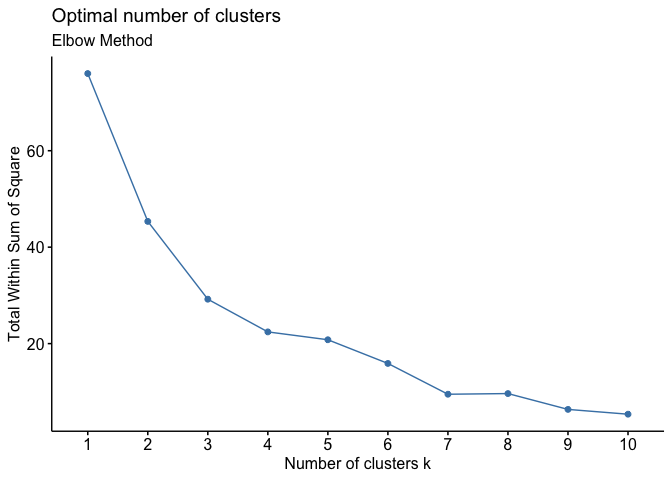 Optimal number of clusters
Elbow Method
Total Within Sum of Square
60
40
20
1 2 3 4 5 6 7 8 9 10
Number of clusters k